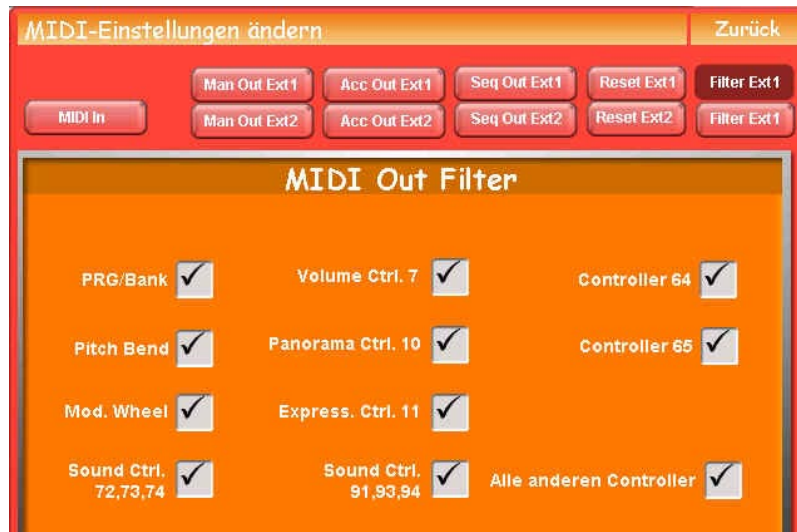 MIDI-Einstellungen ändern Zurück
Man Out Ext1 Acc Out Ext1 Seq Out Ext1 Reset Ext1 Filter Ext1
MIDI In Man Out Ext2 Acc Out Ext2 Seq Out Ext2 Reset Ext2 Filter Ext1
MIDI Out Filter
PRG/Bank Volume Ctrl. 7 Controller 64
Pitch Bend Panorama Ctrl. 10 Controller 65
Mod. Wheel Express. Ctrl. 11
Sound Ctrl. Sound Ctrl. Alle anderen Controller
72,73,74 91,93,94